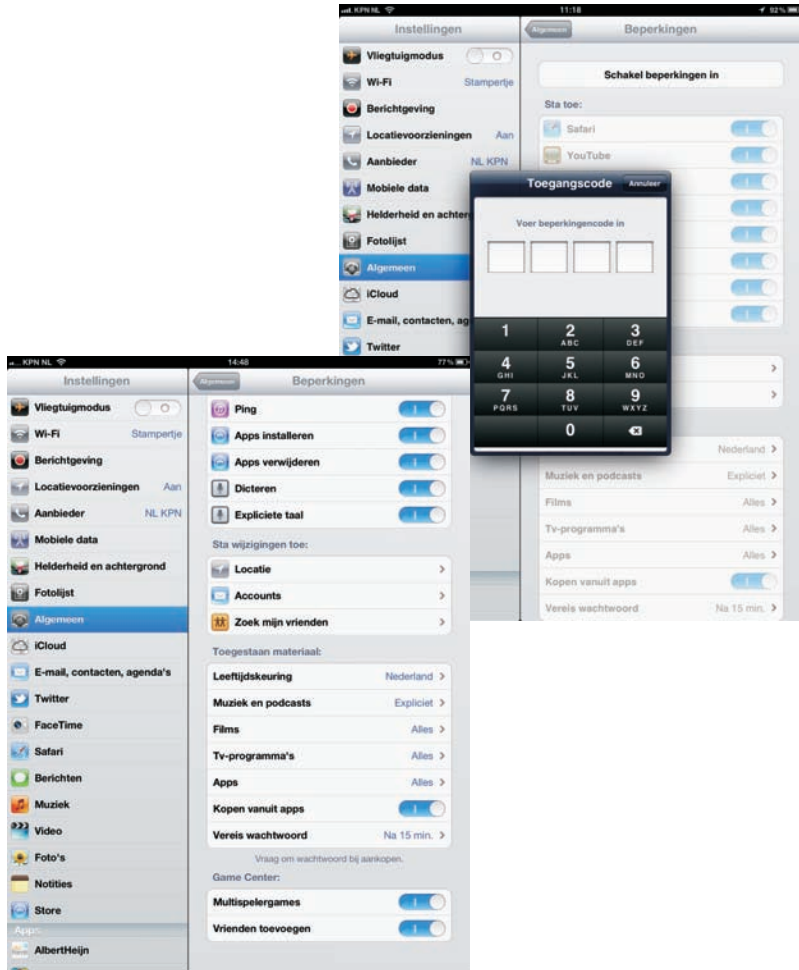 KPN NL 11:18 92%
Instellingen
Vliegtuigmodus
Wi-Fi Stampertje
Berichtgeving
Locatievoorzieningen Aan
Aanbieder NL KPN
Mobiele data
Helderheid en achter
Fotolijst
Algemeen
iCloud
E-mail, contacten, ag
Twitter
Algemeen Beperkingen
Schakel beperkingen in
Sta toe:
Safari
YouTube
Toegangscode Annuleer
Voer beperkingencode in
1 2 3
ABC DEF
4 5 6
GHI JKL MNO
7 8 9
PQRS TUV WXYZ
0
Nederland
Muziek en podcasts Expliciet
Films Alles
Tv-programma's Alles
Apps Alles
Kopen vanuit apps
Vereis wachtwoord Na 15 min.
KPN NL 14:48 77%
Instellingen
Vliegtuigmodus
Wi-Fi Stampertje
Berichtgeving
Locatievoorzieningen Aan
Aanbieder NL KPN
Mobiele data
Helderheid en achtergrond
Fotolijst
Algemeen
iCloud
E-mail, contacten, agenda's
Twitter
FaceTime
Safari
Berichten
Muziek
Video
Foto's
Notities
Store
Apps
AlbertHeijn
Algemeen Beperkingen
Ping
Apps installeren
Apps verwijderen
Dicteren
Expliciete taal
Sta wijzigingen toe:
Locatie
Accounts
Zoek mijn vrienden
Toegestaan materiaal:
Leeftijdskeuring Nederland
Muziek en podcasts Expliciet
Films Alles
Tv-programma's Alles
Apps Alles
Kopen vanuit apps
Vereis wachtwoord Na 15 min.
Vraag om wachtwoord bij aankopen.
Game Center:
Multispelergames
Vrienden toevoegen